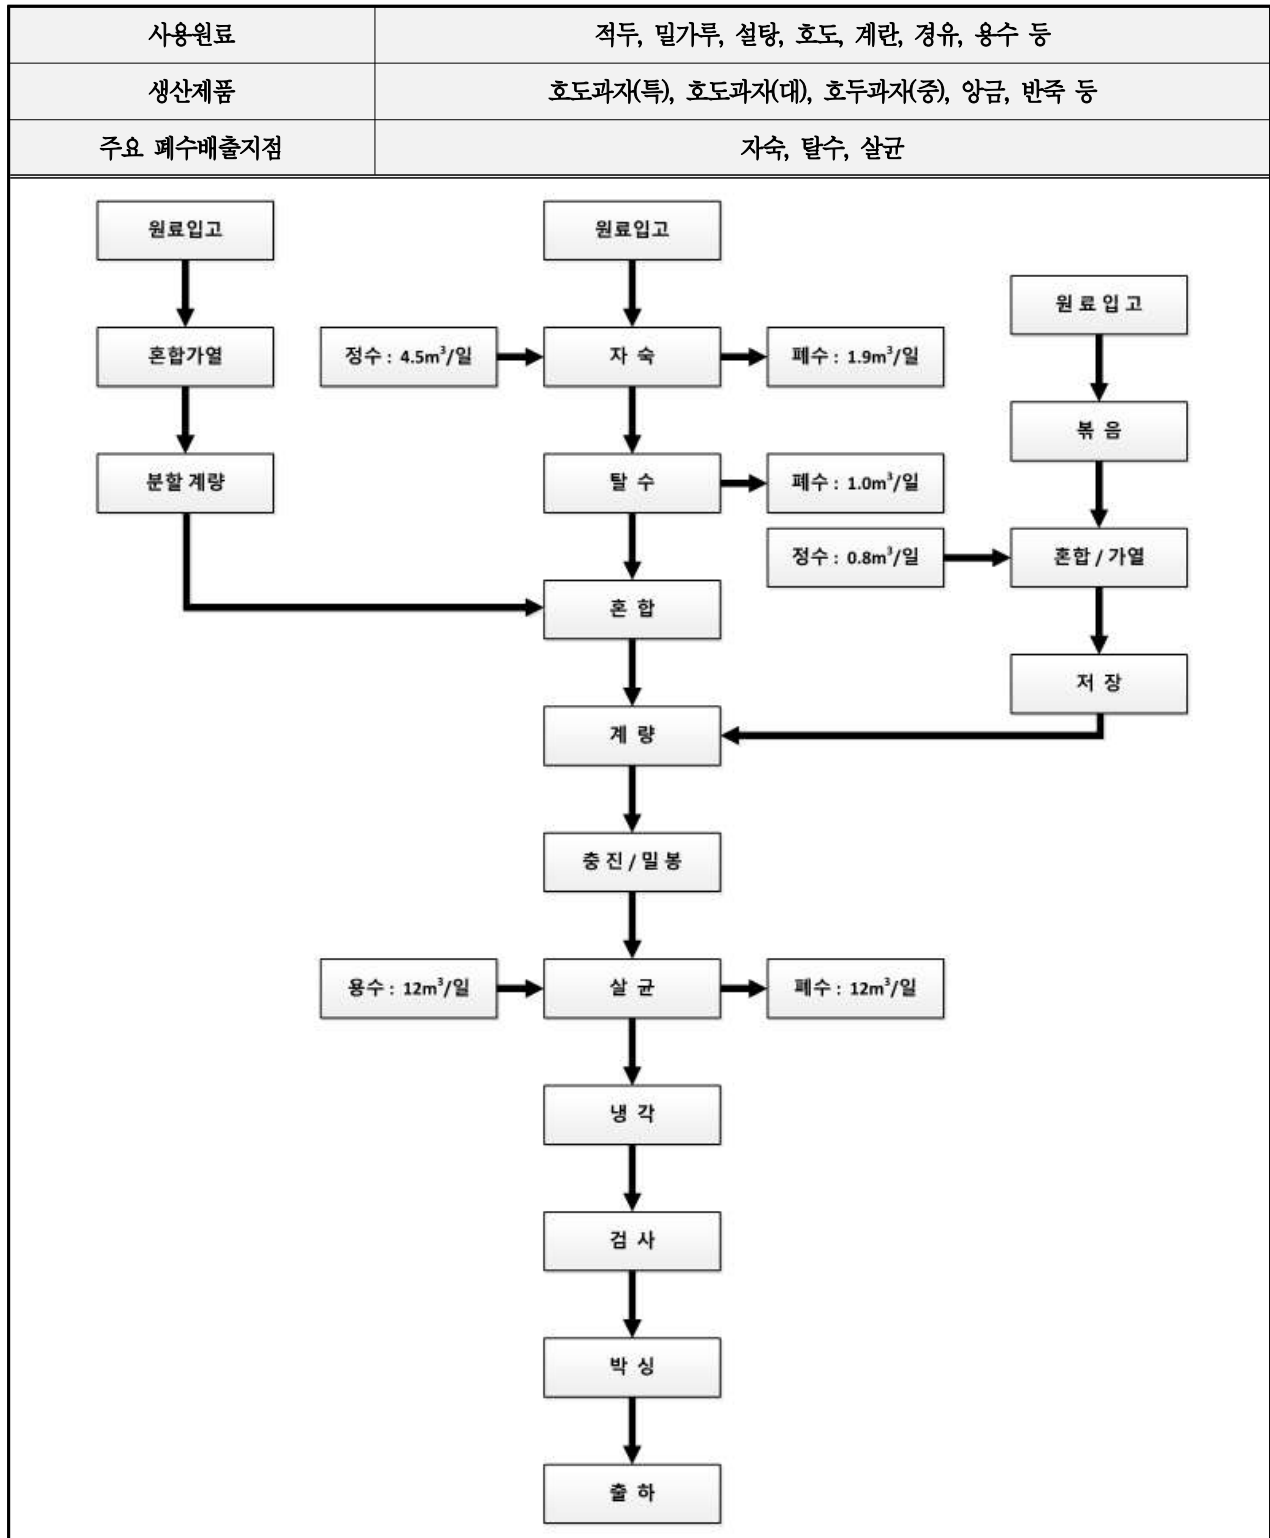 사용원료 적두, 밀가루, 설탕, 호도, 계란, 경유, 용수 등
생산제품 호도과자(특), 호도과자(대), 호두과자(중), 앙금, 반죽 등
주요 폐수배출지점 자숙, 탈수, 살균
원료입고 원료입고
원 료 입 고
혼합가열 정수 : 4.5m³/일 자 숙 폐수 : 1.9m³/일
볶 음
분할 계량 탈 수 폐수 : 1.0m³/일
정수 : 0.8m³/일 혼합 / 가열
혼 합
저 장
계 량
충 진 / 밀 봉
용수 : 12m³/일 살 균 폐수 : 12m³/일
냉 각
검 사
박 싱
출 하